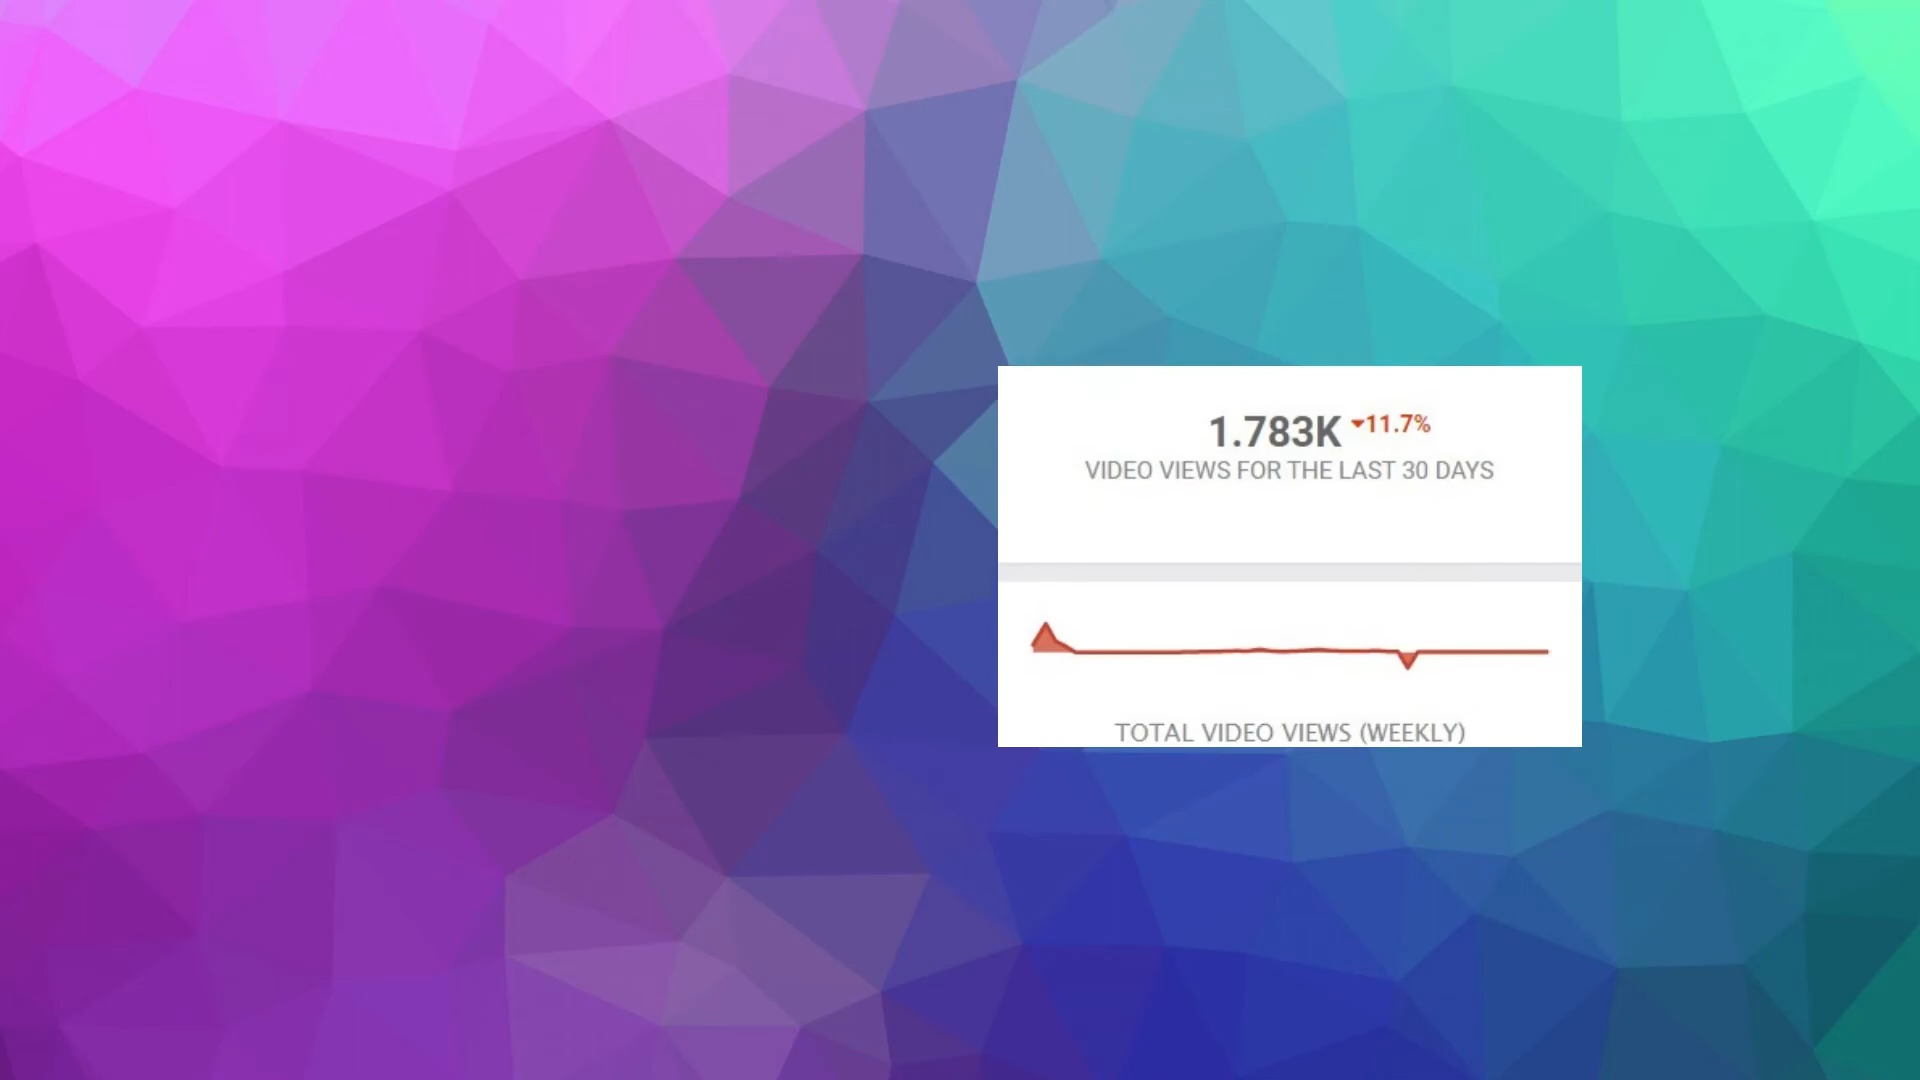 1.783K 11.7%
VIDEO VIEWS FOR THE LAST 30 DAYS
TOTAL VIDEO VIEWS (WEEKLY)